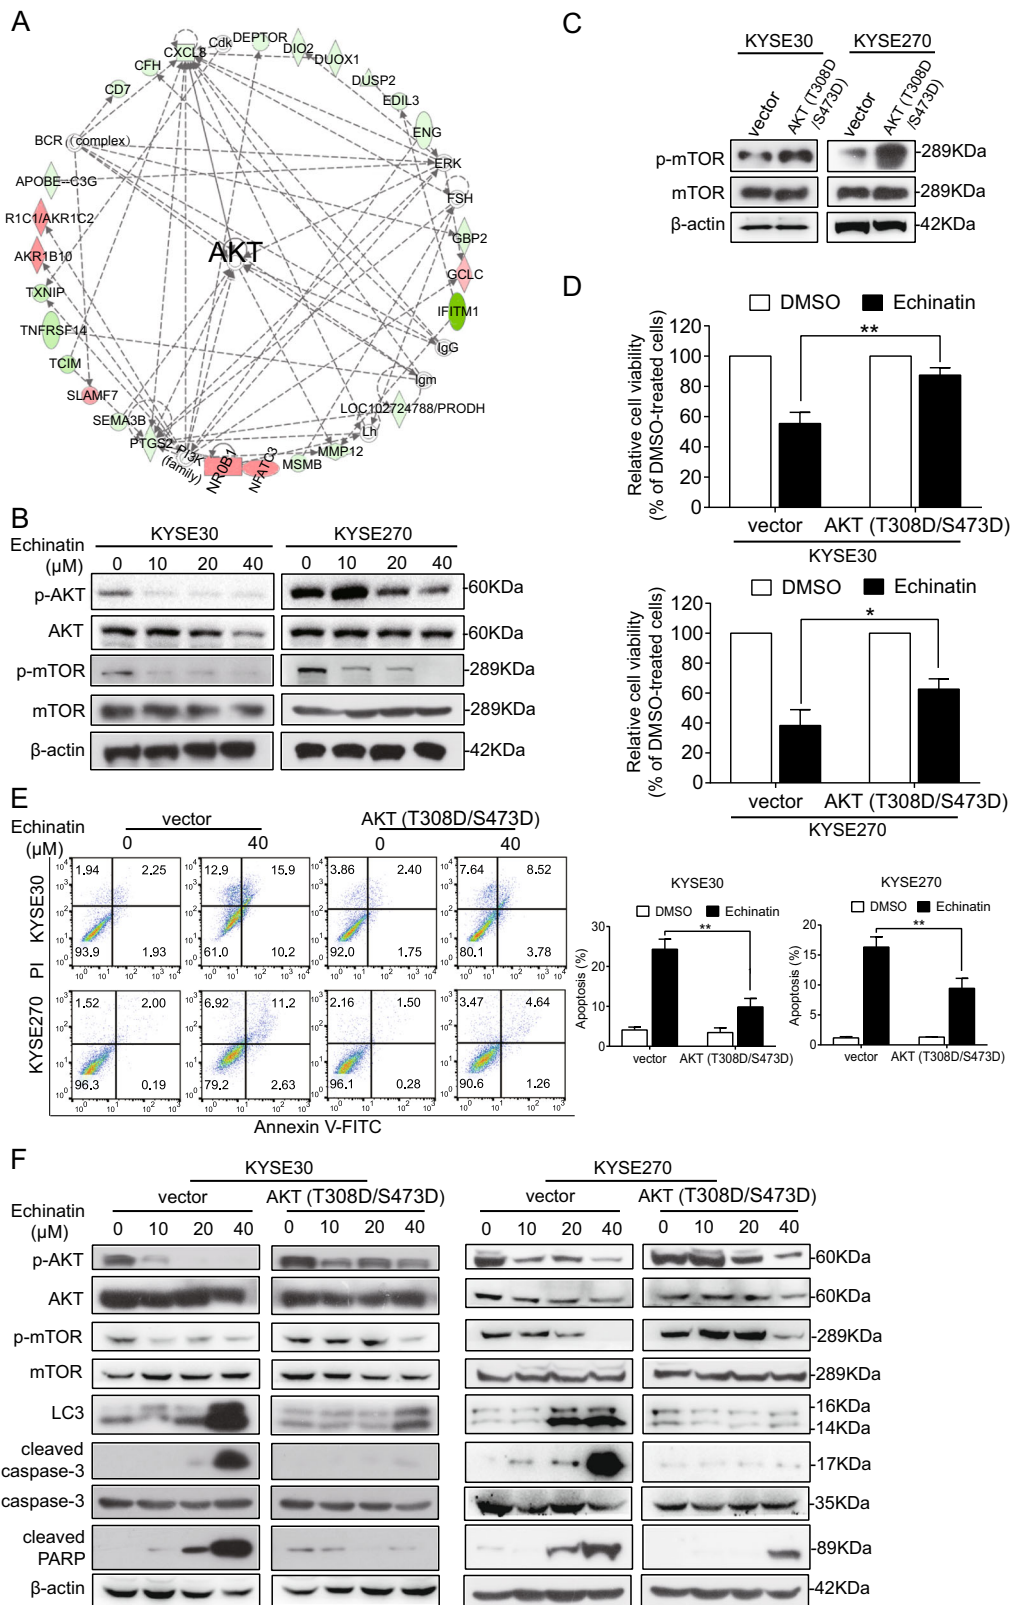 A
CXCL8
Cdk
DEPTOR
DIO2
DUOX1
DUSP2
EDIL3
ENG
ERK
FSH
GBP2
GCLC
IFITM1
IgG
Igm
LOC102724788/PRODH
Lh
MMP12
MSMB
NFATC3
NR0B1
PI3K
(family)
PTGS2
SEMA3B
SLAMF7
TCIM
TNFRSF14
TXNIP
AKR1B10
R1C1/AKR1C2
APOBE-C3G
BCR (complex)
CD7
CFH
AKT
B
KYSE30 KYSE270
Echinatin
(μM)
0 10 20 40 0 10 20 40
p-AKT -60KDa
AKT -60KDa
p-mTOR -289KDa
mTOR -289KDa
β-actin -42KDa
C
KYSE30 KYSE270
vector
AKT (T308D
/S473D)
vector
AKT (T308D
/S473D)
p-mTOR -289KDa
mTOR -289KDa
β-actin -42KDa
D
DMSO Echinatin
Relative cell viability
(% of DMSO-treated cells)
120
100
80
60
40
20
0
**
vector AKT (T308D/S473D)
KYSE30
DMSO Echinatin
Relative cell viability
(% of DMSO-treated cells)
120
100
80
60
40
20
0
*
vector AKT (T308D/S473D)
KYSE270
E
Echinatin
(μM)
vector AKT (T308D/S473D)
0 40 0 40
KYSE30
1.94 2.25 12.9 15.9 3.86 2.40 7.64 8.52
93.9 1.93 61.0 10.2 92.0 1.75 80.1 3.78
PI
KYSE270
1.52 2.00 6.92 11.2 2.16 1.50 3.47 4.64
96.3 0.19 79.2 2.63 96.1 0.28 90.6 1.26
Annexin V-FITC
KYSE30
DMSO Echinatin
Apoptosis (%)
30
20
10
0
**
vector AKT (T308D/S473D)
KYSE270
DMSO Echinatin
Apoptosis (%)
20
15
10
5
0
**
vector AKT (T308D/S473D)
F
KYSE30 KYSE270
vector AKT (T308D/S473D) vector AKT (T308D/S473D)
Echinatin
(μM)
0 10 20 40 0 10 20 40 0 10 20 40 0 10 20 40
p-AKT -60KDa
AKT -60KDa
p-mTOR -289KDa
mTOR -289KDa
LC3 -16KDa
-14KDa
cleaved
caspase-3 -17KDa
caspase-3 -35KDa
cleaved
PARP -89KDa
β-actin -42KDa